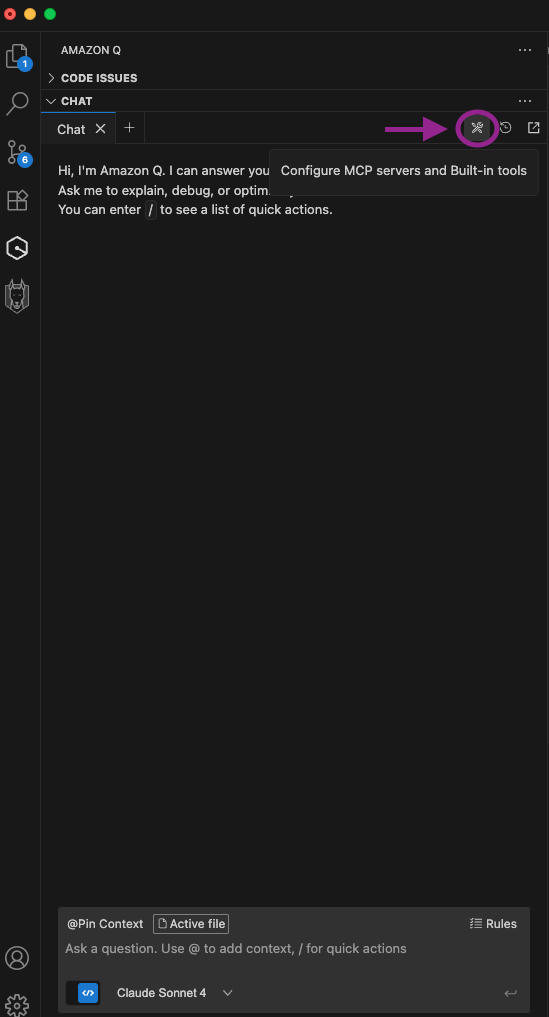 AMAZON Q
CODE ISSUES
CHAT
Chat
Configure MCP servers and Built-in tools
Hi, I'm Amazon Q. I can answer you
Ask me to explain, debug, or optim
You can enter / to see a list of quick actions.
1
6
@Pin Context Active file Rules
Ask a question. Use @ to add context, / for quick actions
Claude Sonnet 4